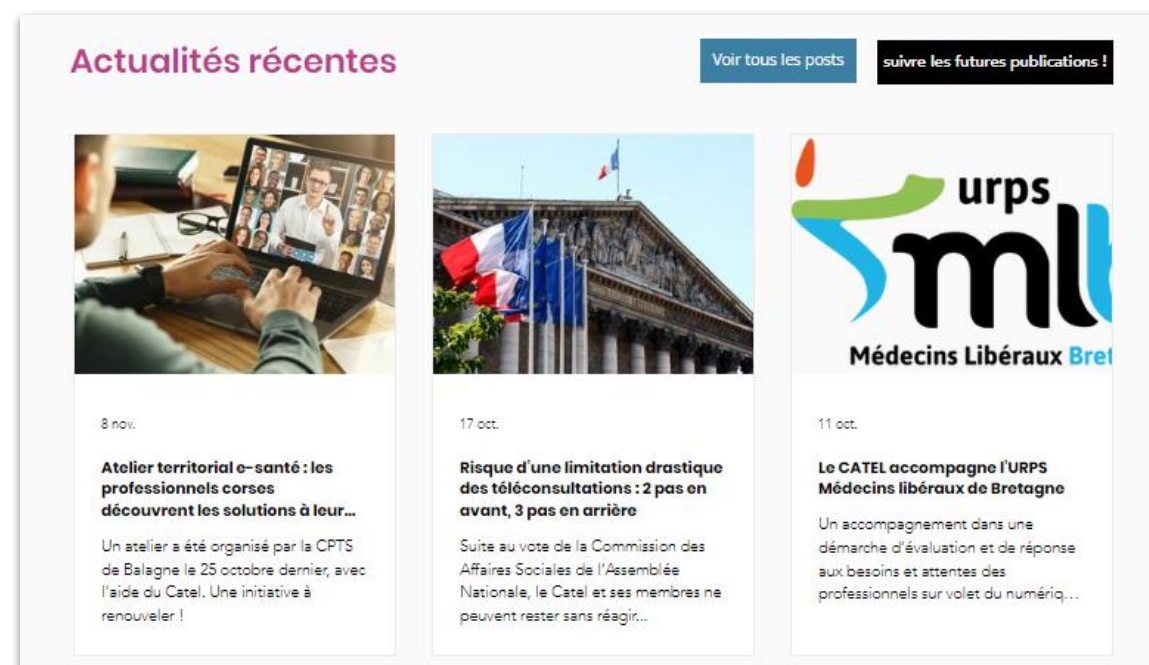 Actualités récentes
Voir tous les posts
suivre les futures publications !
urps
mlb
Médecins Libéraux Bret
8 nov.
Atelier territorial e-santé : les
professionnels corses
découvrent les solutions à leur...
Un atelier a été organisé par la CPTS
de Balagne le 25 octobre dernier, avec
l'aide du Catel. Une initiative à
renouveler !
17 oct.
Risque d'une limitation drastique
des téléconsultations : 2 pas en
avant, 3 pas en arrière
Suite au vote de la Commission des
Affaires Sociales de l'Assemblée
Nationale, le Catel et ses membres ne
peuvent rester sans réagir...
11 oct.
Le CATEL accompagne l'URPS
Médecins libéraux de Bretagne
Un accompagnement dans une
démarche d'évaluation et de réponse
aux besoins et attentes des
professionnels sur volet du numériq...